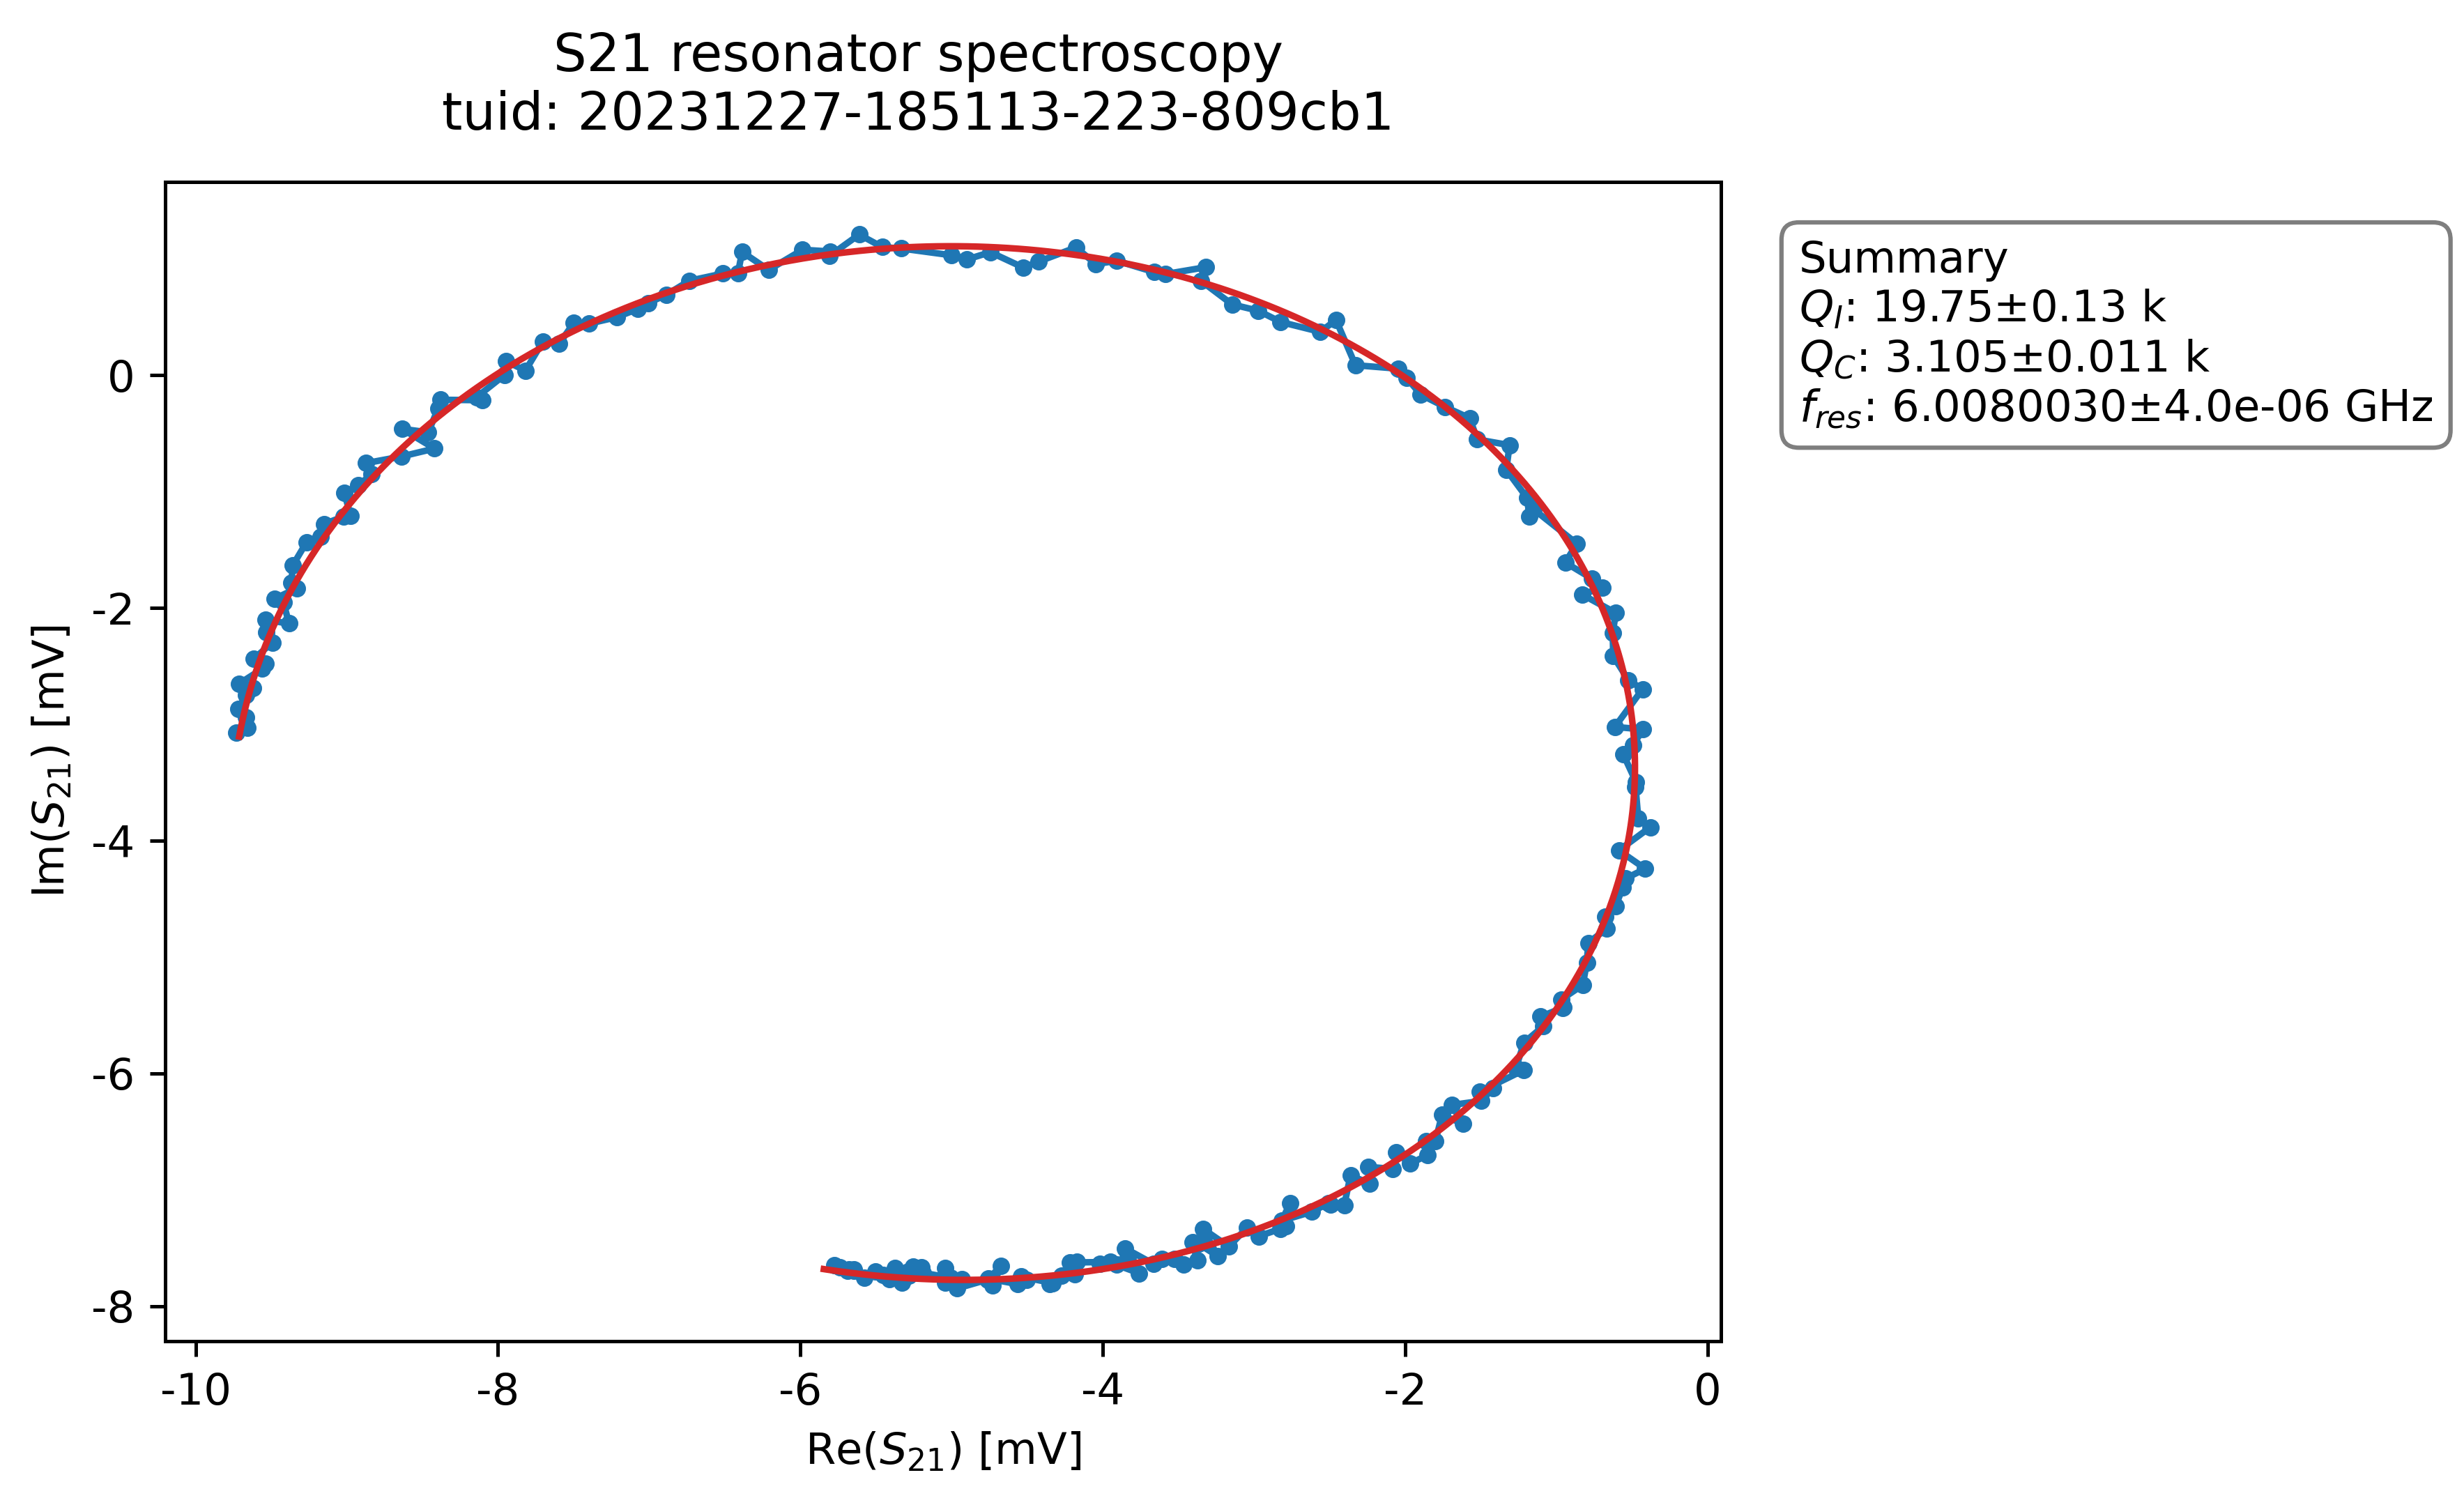 S21 resonator spectroscopy
tuid: 20231227-185113-223-809cb1
Summary
Q_I: 19.75±0.13 k
Q_C: 3.105±0.011 k
f_res: 6.0080030±4.0e-06 GHz
Im(S_21) [mV]
0
-2
-4
-6
-8
-10 -8 -6 -4 -2 0
Re(S_21) [mV]